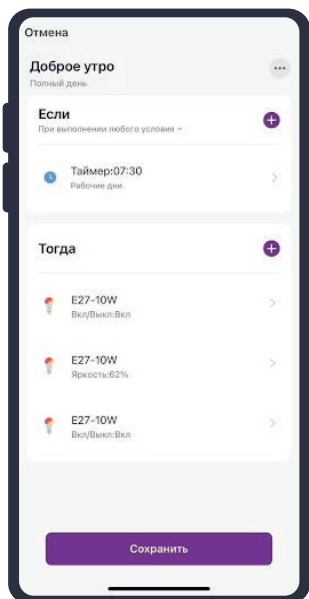 Отмена
Доброе утро
Полный день
Если
При выполнении любого условия
Таймер:07:30
Рабочие дни.
Тогда
E27-10W
Вкл/Выкл:Вкл
E27-10W
Яркость:62%
E27-10W
Вкл/Выкл:Вкл
Сохранить